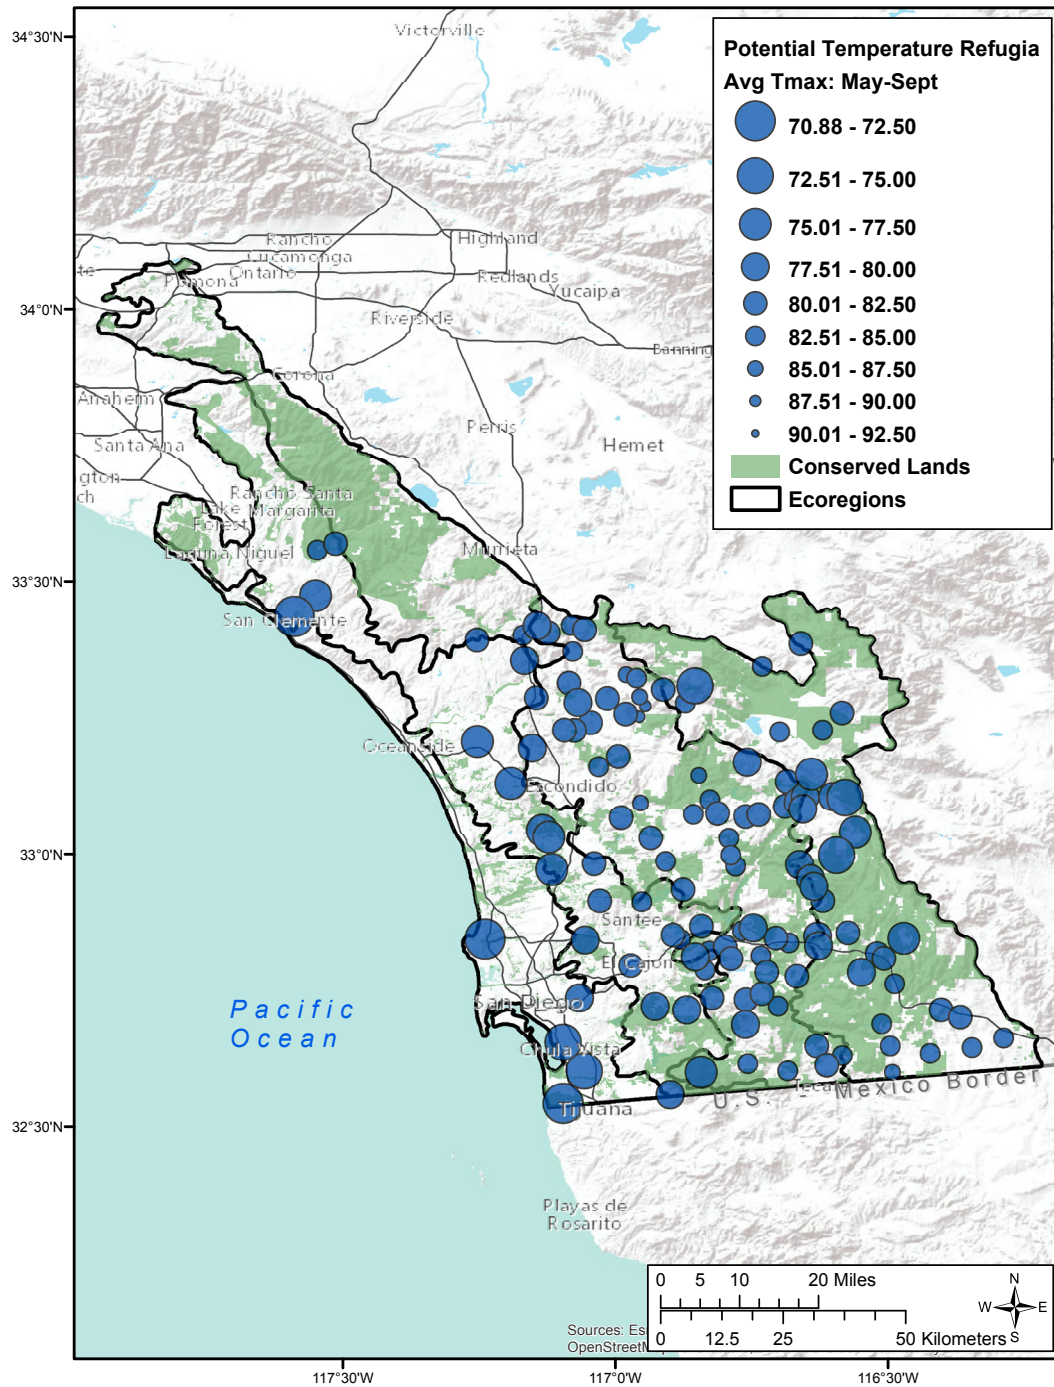 34°30'N
Victorville
Potential Temperature Refugia
Avg Tmax: May-Sept
70.88 - 72.50
72.51 - 75.00
75.01 - 77.50
77.51 - 80.00
80.01 - 82.50
82.51 - 85.00
85.01 - 87.50
87.51 - 90.00
90.01 - 92.50
Conserved Lands
Ecoregions
Rancho
Cucamonga
Highland
Ontario
Pomona
Redlands
Yucaipa
34°0'N
Riverside
Banning
Corona
Anaheim
Perris
Santa Ana
Hemet
Rancho Santa
Margarita
Lake
Forest
Laguna Niguel
Murrieta
33°30'N
San Clemente
Oceanside
Escondido
33°0'N
Santee
El Cajon
San Diego
Pacific
Ocean
Chula Vista
Tijuana
U.S. - Mexico Border
32°30'N
Playas de
Rosarito
0 5 10 20 Miles
0 12.5 25 50 Kilometers
N
W E
S
Sources: Es
OpenStreetM
117°30'W
117°0'W
116°30'W